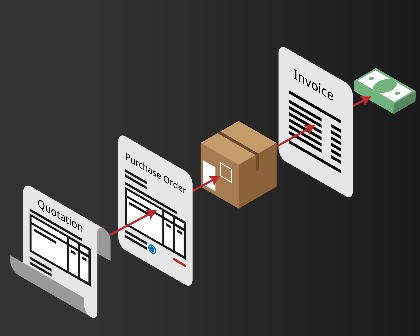 Quotation
Purchase Order
Invoice